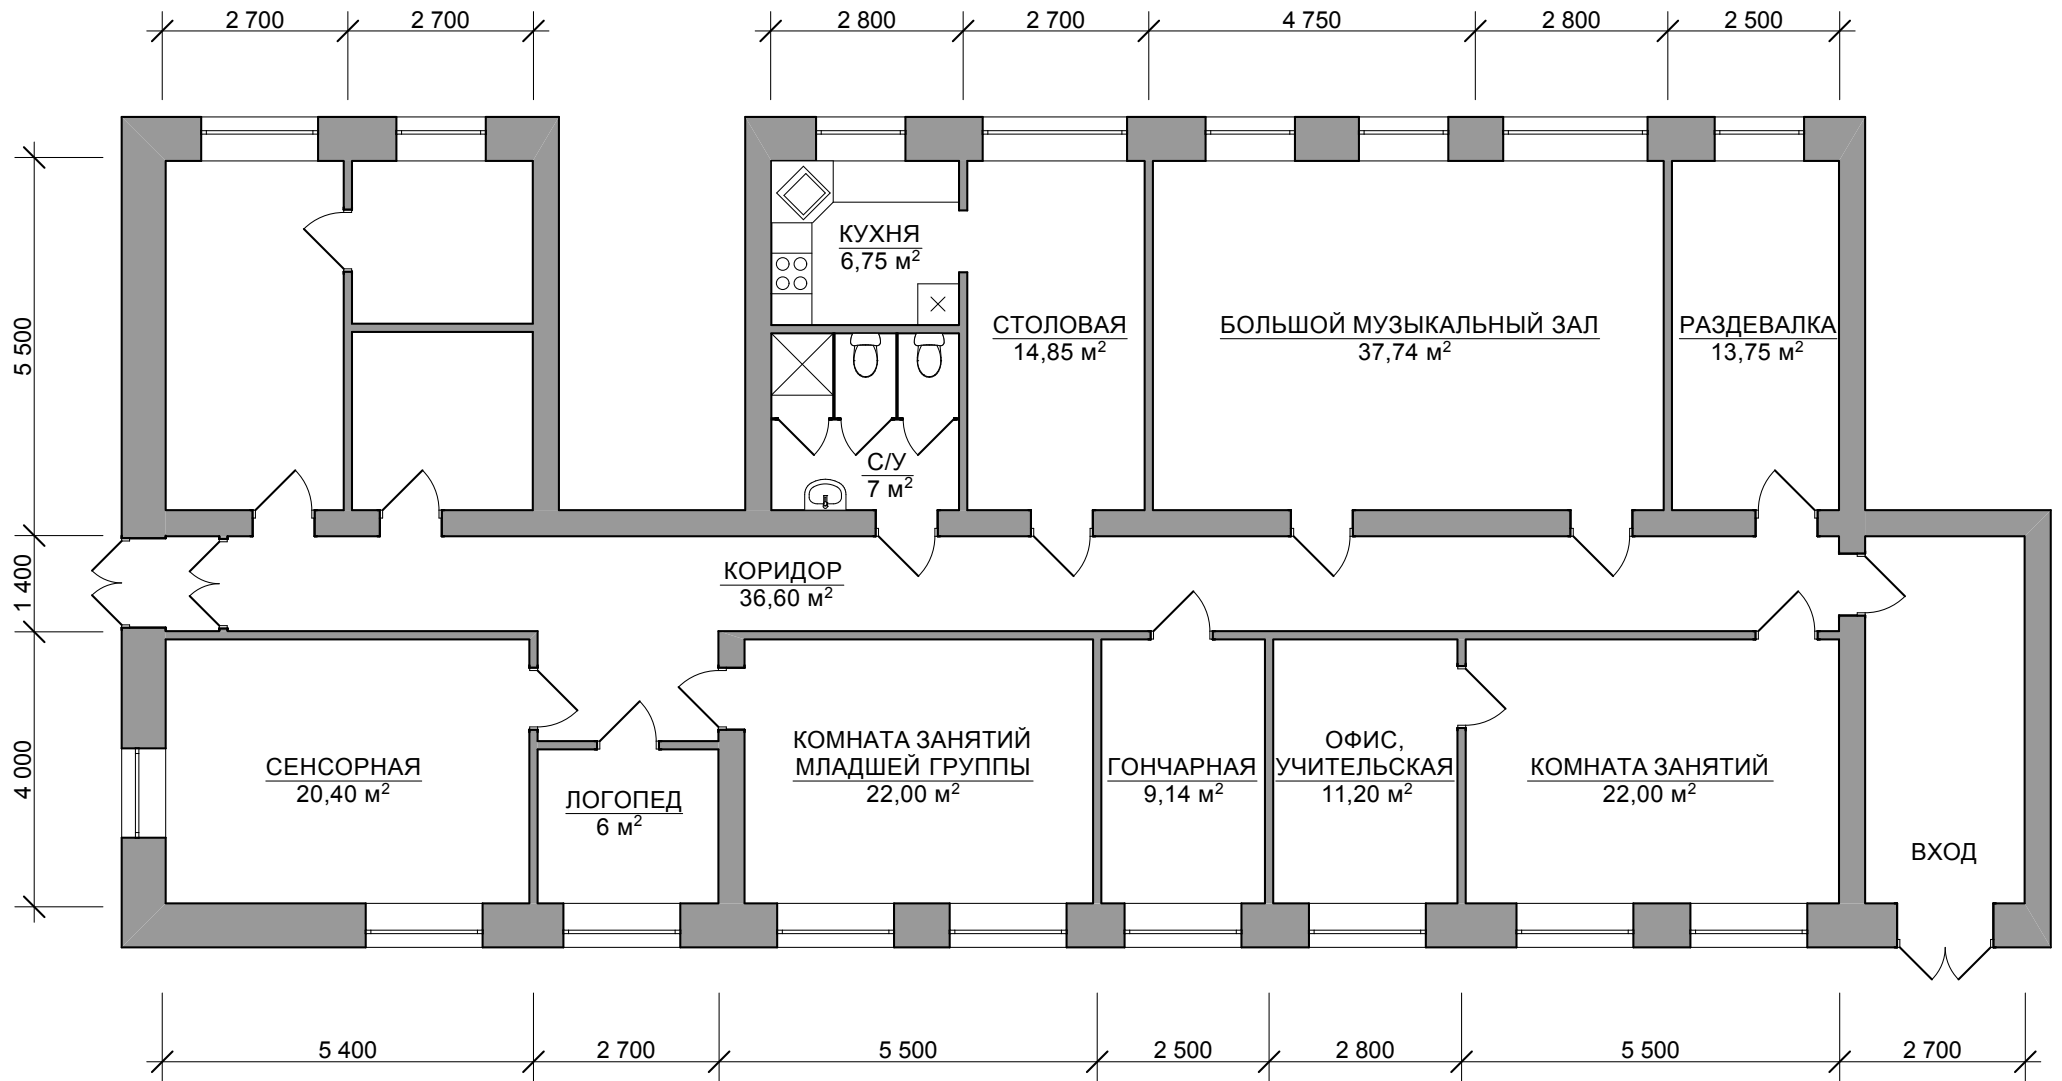 2 700
2 700
2 800
2 700
4 750
2 800
2 500
5 500
1 400
4 000
КУХНЯ
6,75 м²
СТОЛОВАЯ
14,85 м²
БОЛЬШОЙ МУЗЫКАЛЬНЫЙ ЗАЛ
37,74 м²
РАЗДЕВАЛКА
13,75 м²
С/У
7 м²
КОРИДОР
36,60 м²
СЕНСОРНАЯ
20,40 м²
ЛОГОПЕД
6 м²
КОМНАТА ЗАНЯТИЙ
МЛАДШЕЙ ГРУППЫ
22,00 м²
ГОНЧАРНАЯ
9,14 м²
ОФИС,
УЧИТЕЛЬСКАЯ
11,20 м²
КОМНАТА ЗАНЯТИЙ
22,00 м²
ВХОД
5 400
2 700
5 500
2 500
2 800
5 500
2 700